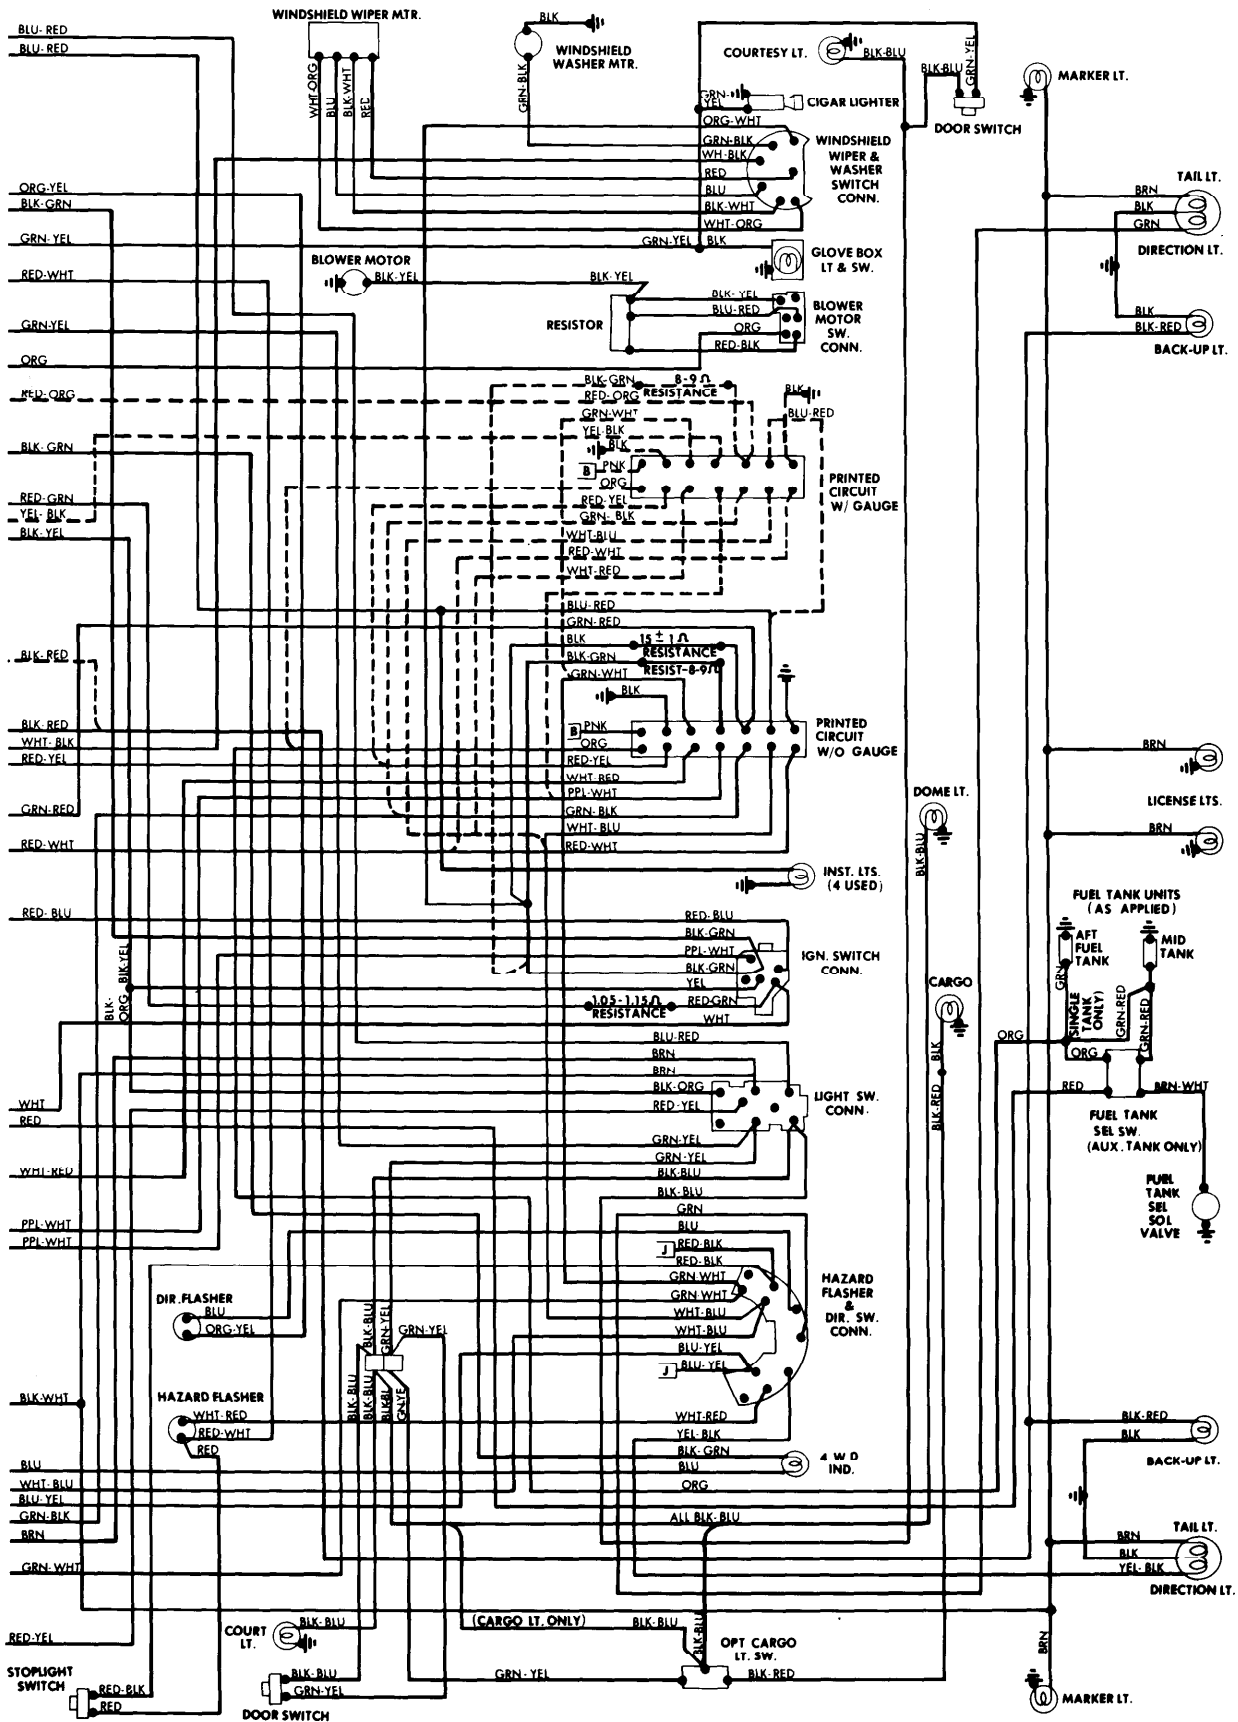 WINDSHIELD WIPER MTR.
BLK
WINDSHIELD
WASHER MTR.
COURTESY LT.
BLK-BLU
BLK-BLU
GRN-YEL
MARKER LT.
BLU-RED
BLU-RED
WHT-ORG
BLU
BLK-WHT
RED
GRN-BLK
GRN-
YEL
CIGAR LIGHTER
DOOR SWITCH
ORG-WHT
GRN-BLK
WH-BLK
RED
BLU
BLK-WHT
WHT-ORG
WINDSHIELD
WIPER &
WASHER
SWITCH
CONN.
TAIL LT.
BRN
BLK
GRN
DIRECTION LT.
ORG-YEL
BLK-GRN
GRN-YEL
GRN-YEL
BLK
GLOVE BOX
LT & SW.
BLOWER MOTOR
BLK-YEL
BLK-YEL
RED-WHT
RESISTOR
BLK-YEL
BLU-RED
ORG
RED-BLK
BLOWER
MOTOR
SW.
CONN.
BLK
BLK-RED
BACK-UP LT.
GRN-YEL
ORG
RED-ORG
BLK-GRN
8-9Ω
RESISTANCE
RED-ORG
GRN-WHT
YEL-BLK
BLK
BLK
BLU-RED
B
PNK
ORG
PRINTED
CIRCUIT
W/ GAUGE
BLK-GRN
RED-GRN
YEL-BLK
BLK-YEL
RED-YEL
GRN-BLK
WHT-BLU
RED-WHT
WHT-RED
BLU-RED
GRN-RED
BLK
15 ± 1Ω
RESISTANCE
BLK-GRN
RESIST-8-9Ω
GRN-WHT
BLK
B
PNK
ORG
PRINTED
CIRCUIT
W/O GAUGE
BLK-RED
BLK-RED
WHT-BLK
RED-YEL
RED-YEL
WHT-RED
PPL-WHT
GRN-BLK
WHT-BLU
RED-WHT
GRN-RED
RED-WHT
BRN
LICENSE LTS.
BRN
DOME LT.
BLK-BLU
INST. LTS.
(4 USED)
RED-BLU
RED-BLU
BLK-GRN
PPL-WHT
BLK-GRN
YEL
RED-GRN
WHT
1.05-1.15Ω
RESISTANCE
IGN. SWITCH
CONN.
BLK-
ORG
BLK-YEL
CARGO
BLK
BLK-RED
FUEL TANK UNITS
(AS APPLIED)
AFT
FUEL
TANK
MID
TANK
GRN
(SINGLE
TANK
ONLY)
GRN-RED
GRN-RED
ORG
ORG
RED
BRN-WHT
FUEL TANK
SEL SW.
(AUX. TANK ONLY)
FUEL
TANK
SEL
SOL
VALVE
BLU-RED
BRN
BRN
BLK-ORG
RED-YEL
LIGHT SW.
CONN.
GRN-YEL
GRN-YEL
BLK-BLU
BLK-BLU
WHT
RED
WHT-RED
PPL-WHT
PPL-WHT
GRN
BLU
J
RED-BLK
RED-BLK
GRN-WHT
GRN-WHT
WHT-BLU
WHT-BLU
BLU-YEL
J
BLU-YEL
HAZARD
FLASHER
&
DIR. SW.
CONN.
DIR. FLASHER
BLU
ORG-YEL
BLK-BLU
GRN-YEL
GRN-YEL
BLK-BLU
BLK-BLU
BLK-BL
GN-YE
BLK-WHT
HAZARD FLASHER
WHT-RED
RED-WHT
RED
WHT-RED
YEL-BLK
BLK-GRN
BLU
4 W D
IND.
ORG
ALL BLK-BLU
BLK-RED
BLK
BACK-UP LT.
BLU
WHT-BLU
BLU-YEL
GRN-BLK
BRN
GRN-WHT
TAIL LT.
BRN
BLK
YEL-BLK
DIRECTION LT.
RED-YEL
COURT
LT.
BLK-BLU
(CARGO LT. ONLY)
BLK-BLU
BLK-BLU
OPT CARGO
LT. SW.
GRN-YEL
BLK-RED
BRN
STOPLIGHT
SWITCH
RED-BLK
RED
BLK-BLU
GRN-YEL
DOOR SWITCH
MARKER LT.